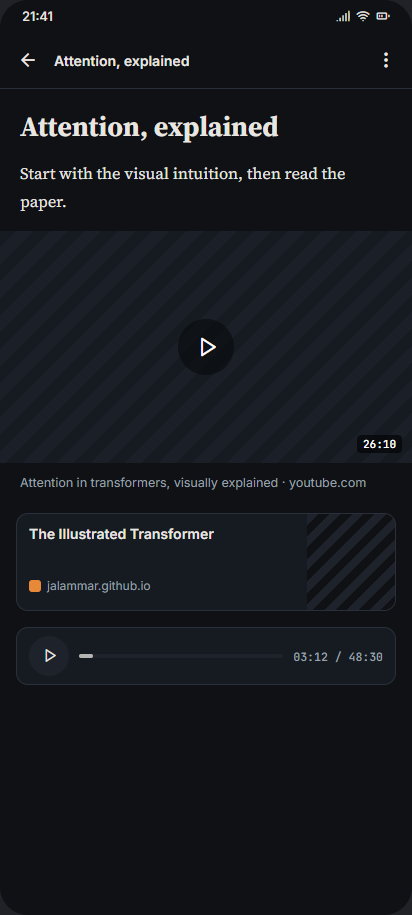 21:41
Attention, explained
Attention, explained
Start with the visual intuition, then read the
paper.
26:10
Attention in transformers, visually explained · youtube.com
The Illustrated Transformer
jalammar.github.io
03:12 / 48:30